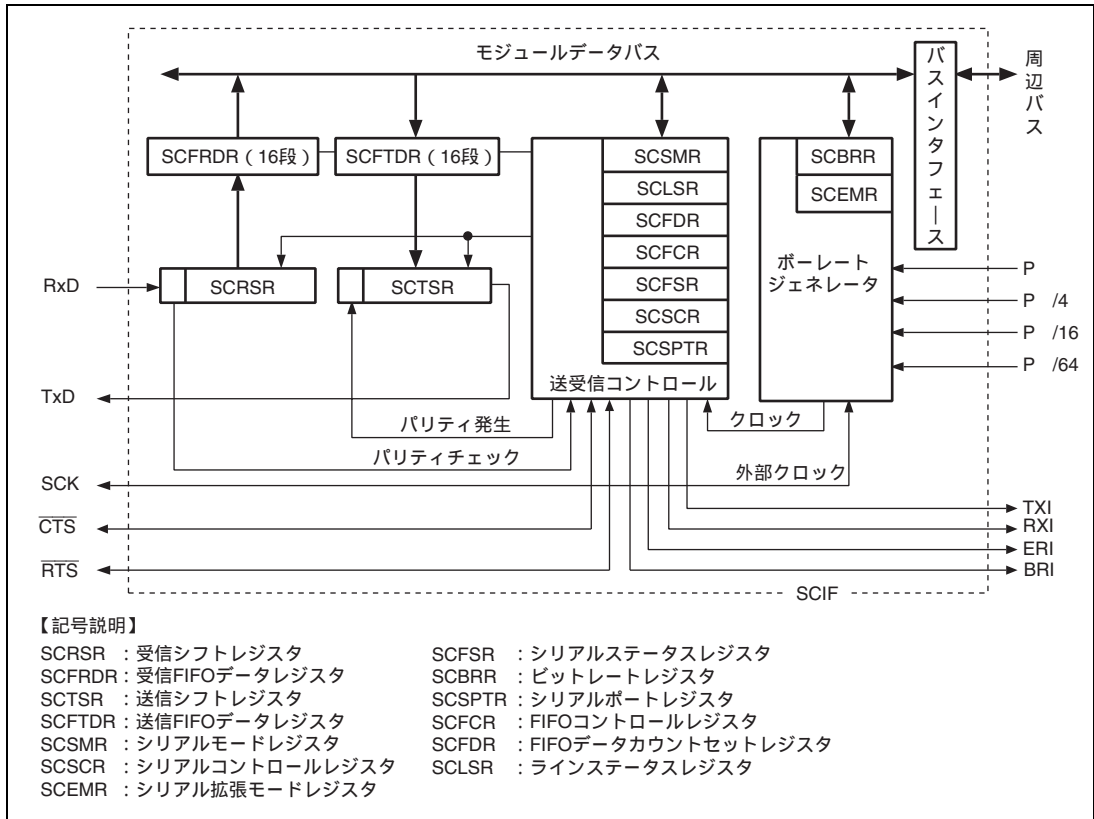 モジュールデータバス
バスインタフェース
周辺バス
SCFRDR（16段）
SCFTDR（16段）
SCSMR
SCLSR
SCFDR
SCFCR
SCFSR
SCSCR
SCSPTR
送受信コントロール
SCBRR
SCEMR
ボーレート
ジェネレータ
RxD
SCRSR
SCTSR
P
P /4
P /16
P /64
TxD
パリティ発生
パリティチェック
クロック
外部クロック
SCK
CTS
RTS
TXI
RXI
ERI
BRI
SCIF
【記号説明】
SCRSR ：受信シフトレジスタ
SCFRDR：受信FIFOデータレジスタ
SCTSR ：送信シフトレジスタ
SCFTDR：送信FIFOデータレジスタ
SCSMR ：シリアルモードレジスタ
SCSCR ：シリアルコントロールレジスタ
SCEMR ：シリアル拡張モードレジスタ
SCFSR ：シリアルステータスレジスタ
SCBRR ：ビットレートレジスタ
SCSPTR：シリアルポートレジスタ
SCFCR ：FIFOコントロールレジスタ
SCFDR ：FIFOデータカウントセットレジスタ
SCLSR ：ラインステータスレジスタ